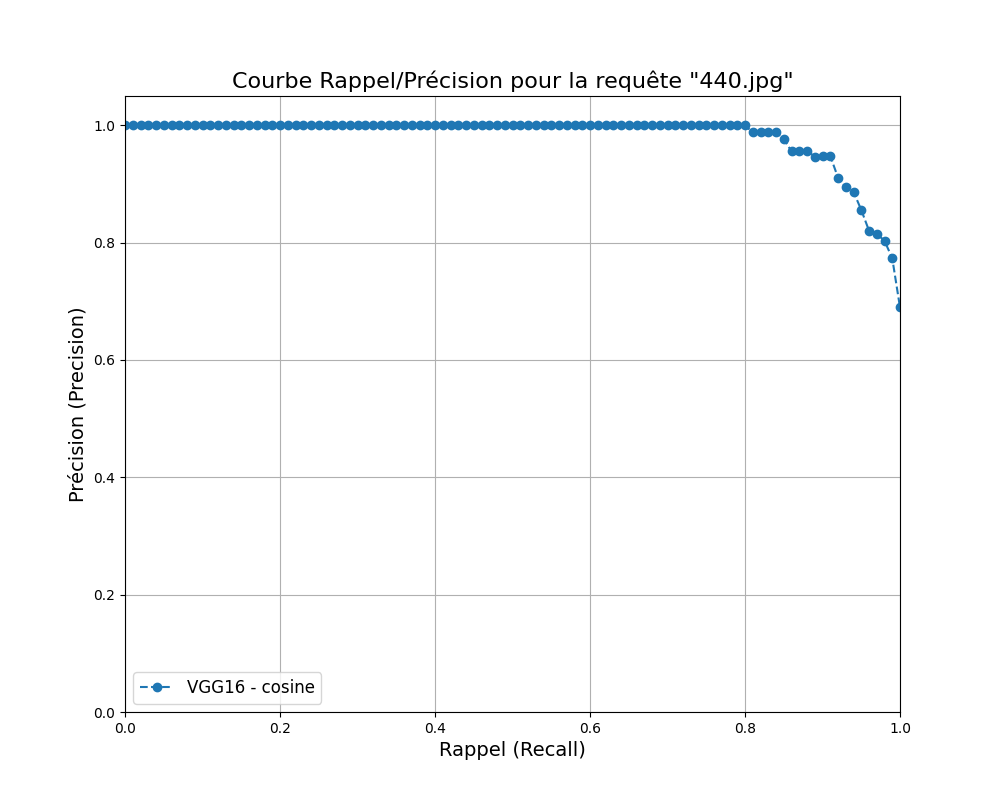 Courbe Rappel/Précision pour la requête "440.jpg"
1.0
0.8
0.6
0.4
0.2
0.0
Précision (Precision)
VGG16 - cosine
0.0 0.2 0.4 0.6 0.8 1.0
Rappel (Recall)